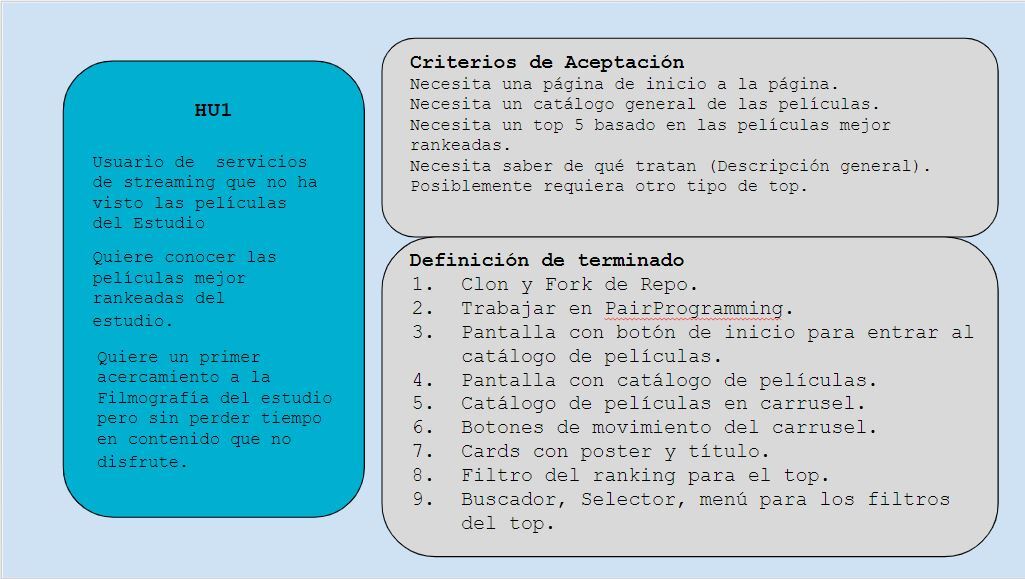 HU1
Usuario de servicios
de streaming que no ha
visto las películas
del Estudio
Quiere conocer las
películas mejor
rankeadas del
estudio.
Quiere un primer
acercamiento a la
Filmografía del estudio
pero sin perder tiempo
en contenido que no
disfrute.
Criterios de Aceptación
Necesita una página de inicio a la página.
Necesita un catálogo general de las películas.
Necesita un top 5 basado en las películas mejor
rankeadas.
Necesita saber de qué tratan (Descripción general).
Posiblemente requiera otro tipo de top.
Definición de terminado
1. Clon y Fork de Repo.
2. Trabajar en PairProgramming.
3. Pantalla con botón de inicio para entrar al
catálogo de películas.
4. Pantalla con catálogo de películas.
5. Catálogo de películas en carrusel.
6. Botones de movimiento del carrusel.
7. Cards con poster y título.
8. Filtro del ranking para el top.
9. Buscador, Selector, menú para los filtros
del top.